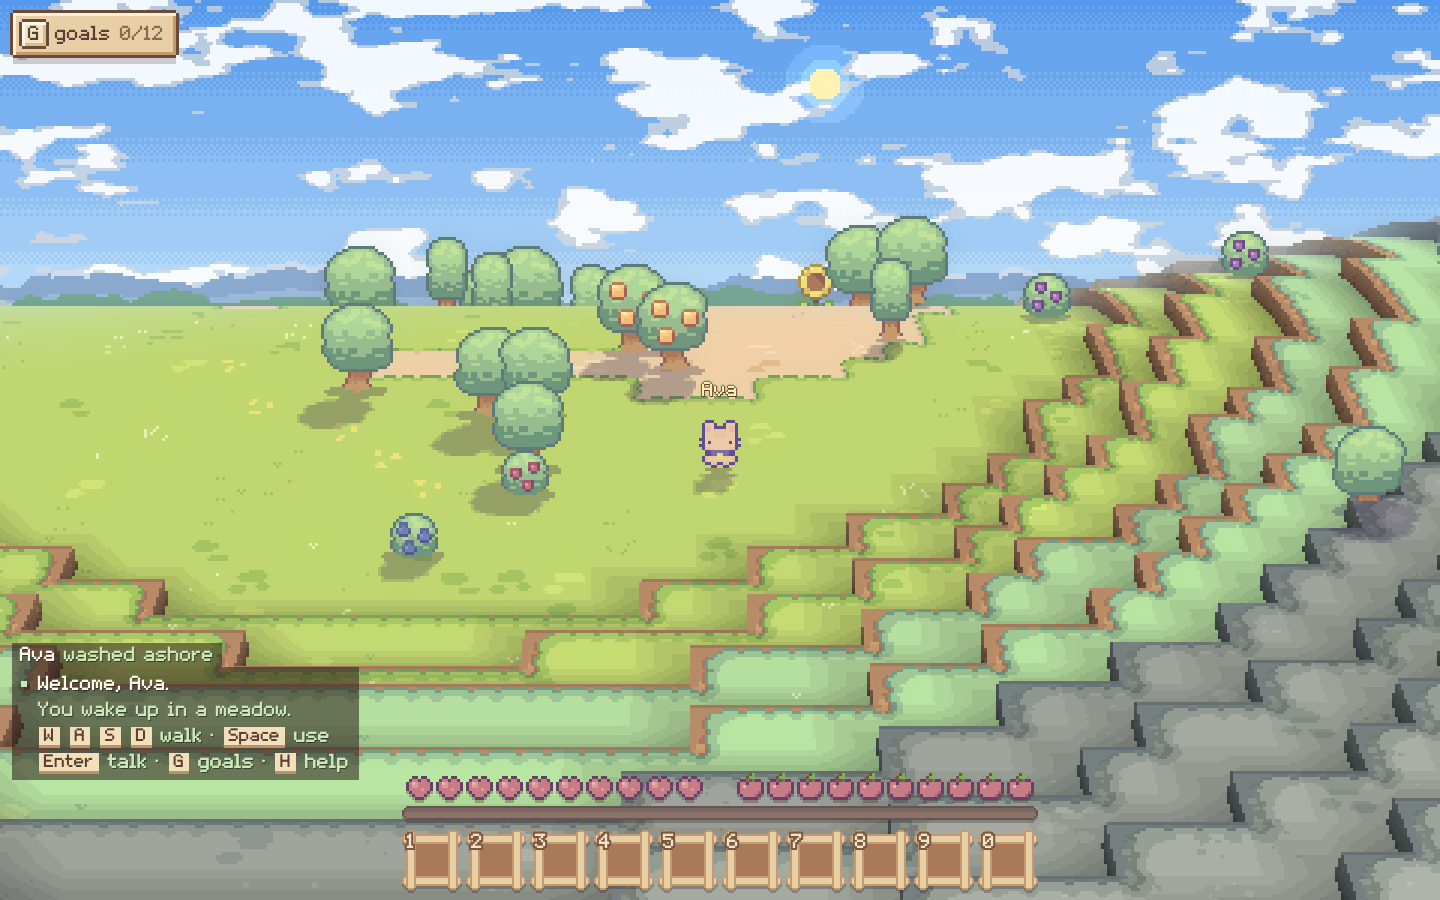 G goals 0/12
Ava
Ava washed ashore
Welcome, Ava.
You wake up in a meadow.
W A S D walk · Space use
Enter talk · G goals · H help
1 2 3 4 5 6 7 8 9 0